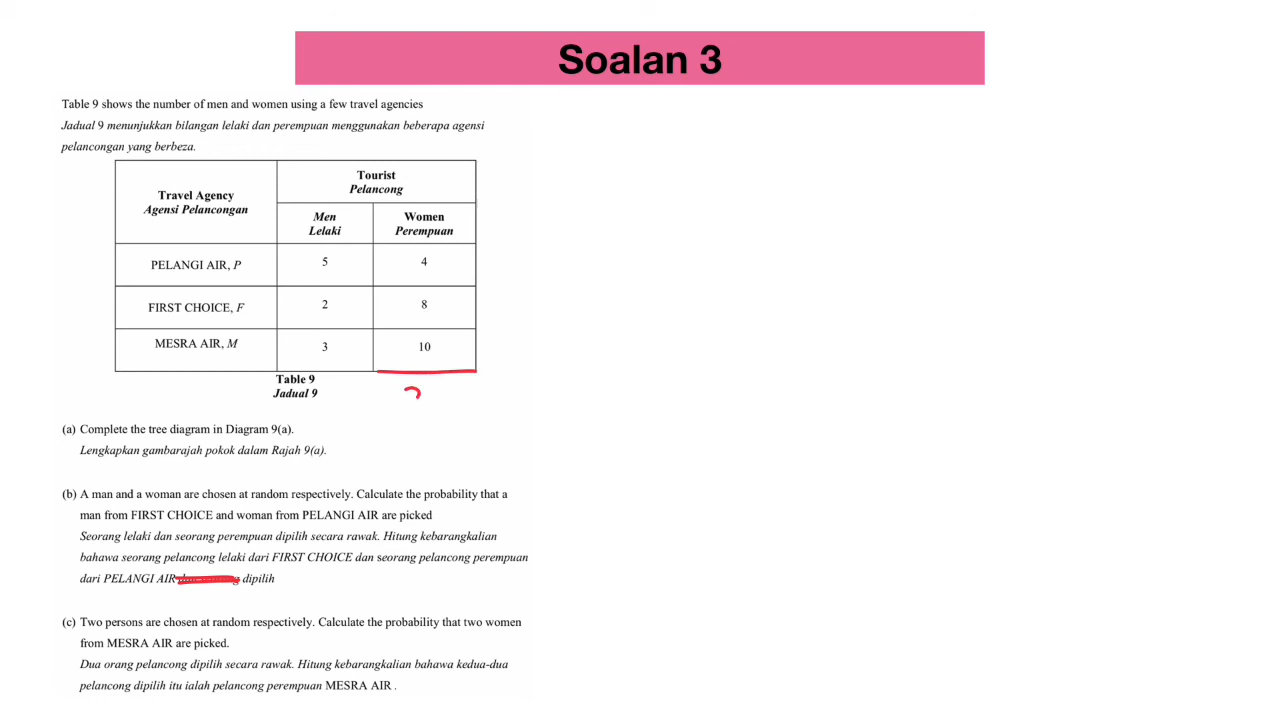 Soalan 3
Table 9 shows the number of men and women using a few travel agencies
Jadual 9 menunjukkan bilangan lelaki dan perempuan menggunakan beberapa agensi
pelancongan yang berbeza.
Travel Agency
Agensi Pelancongan
Tourist
Pelancong
Men
Lelaki
Women
Perempuan
PELANGI AIR, P
5
4
FIRST CHOICE, F
2
8
MESRA AIR, M
3
10
Table 9
Jadual 9
(a) Complete the tree diagram in Diagram 9(a).
Lengkapkan gambarajah pokok dalam Rajah 9(a).
(b) A man and a woman are chosen at random respectively. Calculate the probability that a
man from FIRST CHOICE and woman from PELANGI AIR are picked
Seorang lelaki dan seorang perempuan dipilih secara rawak. Hitung kebarangkalian
bahawa seorang pelancong lelaki dari FIRST CHOICE dan seorang pelancong perempuan
dari PELANGI AIR dipilih
(c) Two persons are chosen at random respectively. Calculate the probability that two women
from MESRA AIR are picked.
Dua orang pelancong dipilih secara rawak. Hitung kebarangkalian bahawa kedua-dua
pelancong dipilih itu ialah pelancong perempuan MESRA AIR .